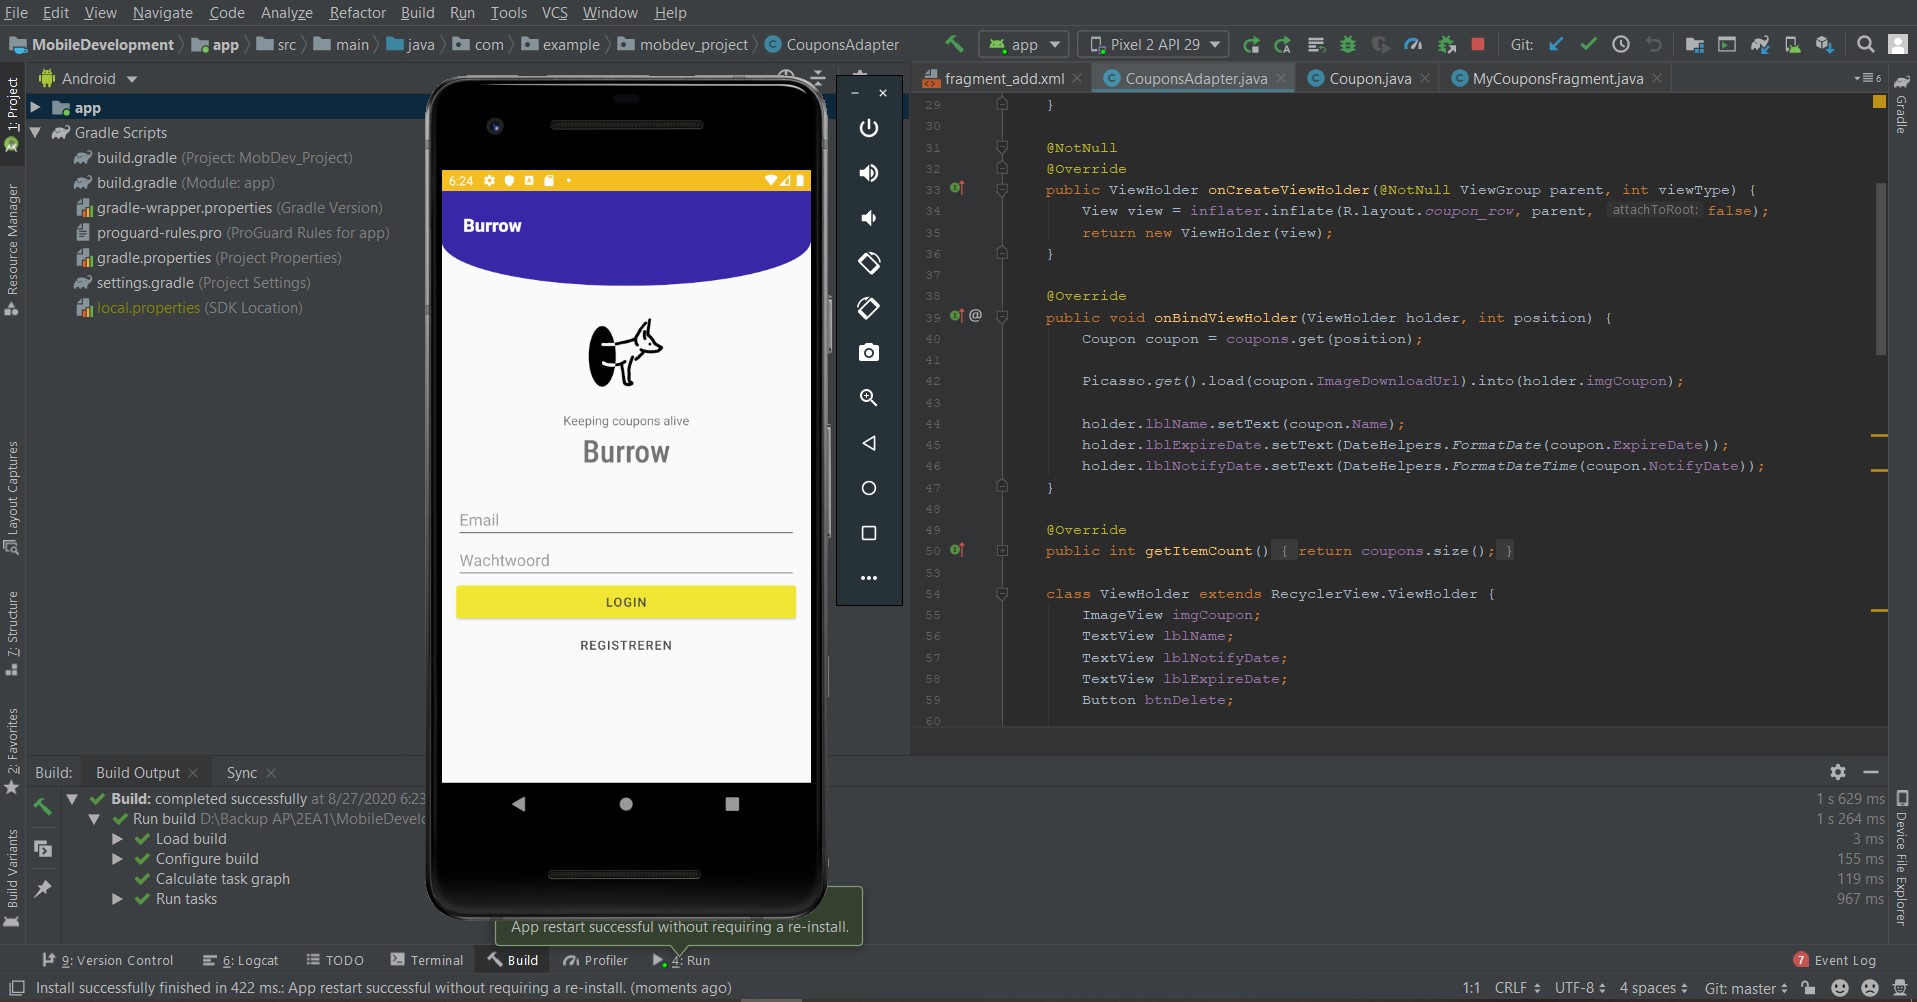 File Edit View Navigate Code Analyze Refactor Build Run Tools VCS Window Help
MobileDevelopment app src main java com example mobdev_project CouponsAdapter app Pixel 2 API 29 Git:
Android
fragment_add.xml CouponsAdapter.java Coupon.java MyCouponsFragment.java 6
1: Project
Resource Manager
Layout Captures
7: Structure
2: Favorites
Build Variants
Gradle
Device File Explorer
app
Gradle Scripts
build.gradle (Project: MobDev_Project)
build.gradle (Module: app)
gradle-wrapper.properties (Gradle Version)
proguard-rules.pro (ProGuard Rules for app)
gradle.properties (Project Properties)
settings.gradle (Project Settings)
local.properties (SDK Location)
6:24
Burrow
Keeping coupons alive
Burrow
Email
Wachtwoord
LOGIN
REGISTREREN
29 }
30
31 @NotNull
32 @Override
33 public ViewHolder onCreateViewHolder(@NotNull ViewGroup parent, int viewType) {
34 View view = inflater.inflate(R.layout.coupon_row, parent, attachToRoot: false);
35 return new ViewHolder(view);
36 }
37
38 @Override
39 @ public void onBindViewHolder(ViewHolder holder, int position) {
40 Coupon coupon = coupons.get(position);
41
42 Picasso.get().load(coupon.ImageDownloadUrl).into(holder.imgCoupon);
43
44 holder.lblName.setText(coupon.Name);
45 holder.lblExpireDate.setText(DateHelpers.FormatDate(coupon.ExpireDate));
46 holder.lblNotifyDate.setText(DateHelpers.FormatDateTime(coupon.NotifyDate));
47 }
48
49 @Override
50 public int getItemCount() { return coupons.size(); }
53
54 class ViewHolder extends RecyclerView.ViewHolder {
55 ImageView imgCoupon;
56 TextView lblName;
57 TextView lblNotifyDate;
58 TextView lblExpireDate;
59 Button btnDelete;
60
Build: Build Output Sync
Build: completed successfully at 8/27/2020 6:23 1 s 629 ms
Run build D:\Backup AP\2EA1\MobileDevelo 1 s 264 ms
Load build 3 ms
Configure build 155 ms
Calculate task graph 119 ms
Run tasks 967 ms
App restart successful without requiring a re-install.
9: Version Control 6: Logcat TODO Terminal Build Profiler 4: Run 7 Event Log
Install successfully finished in 422 ms.: App restart successful without requiring a re-install. (moments ago) 1:1 CRLF UTF-8 4 spaces Git: master